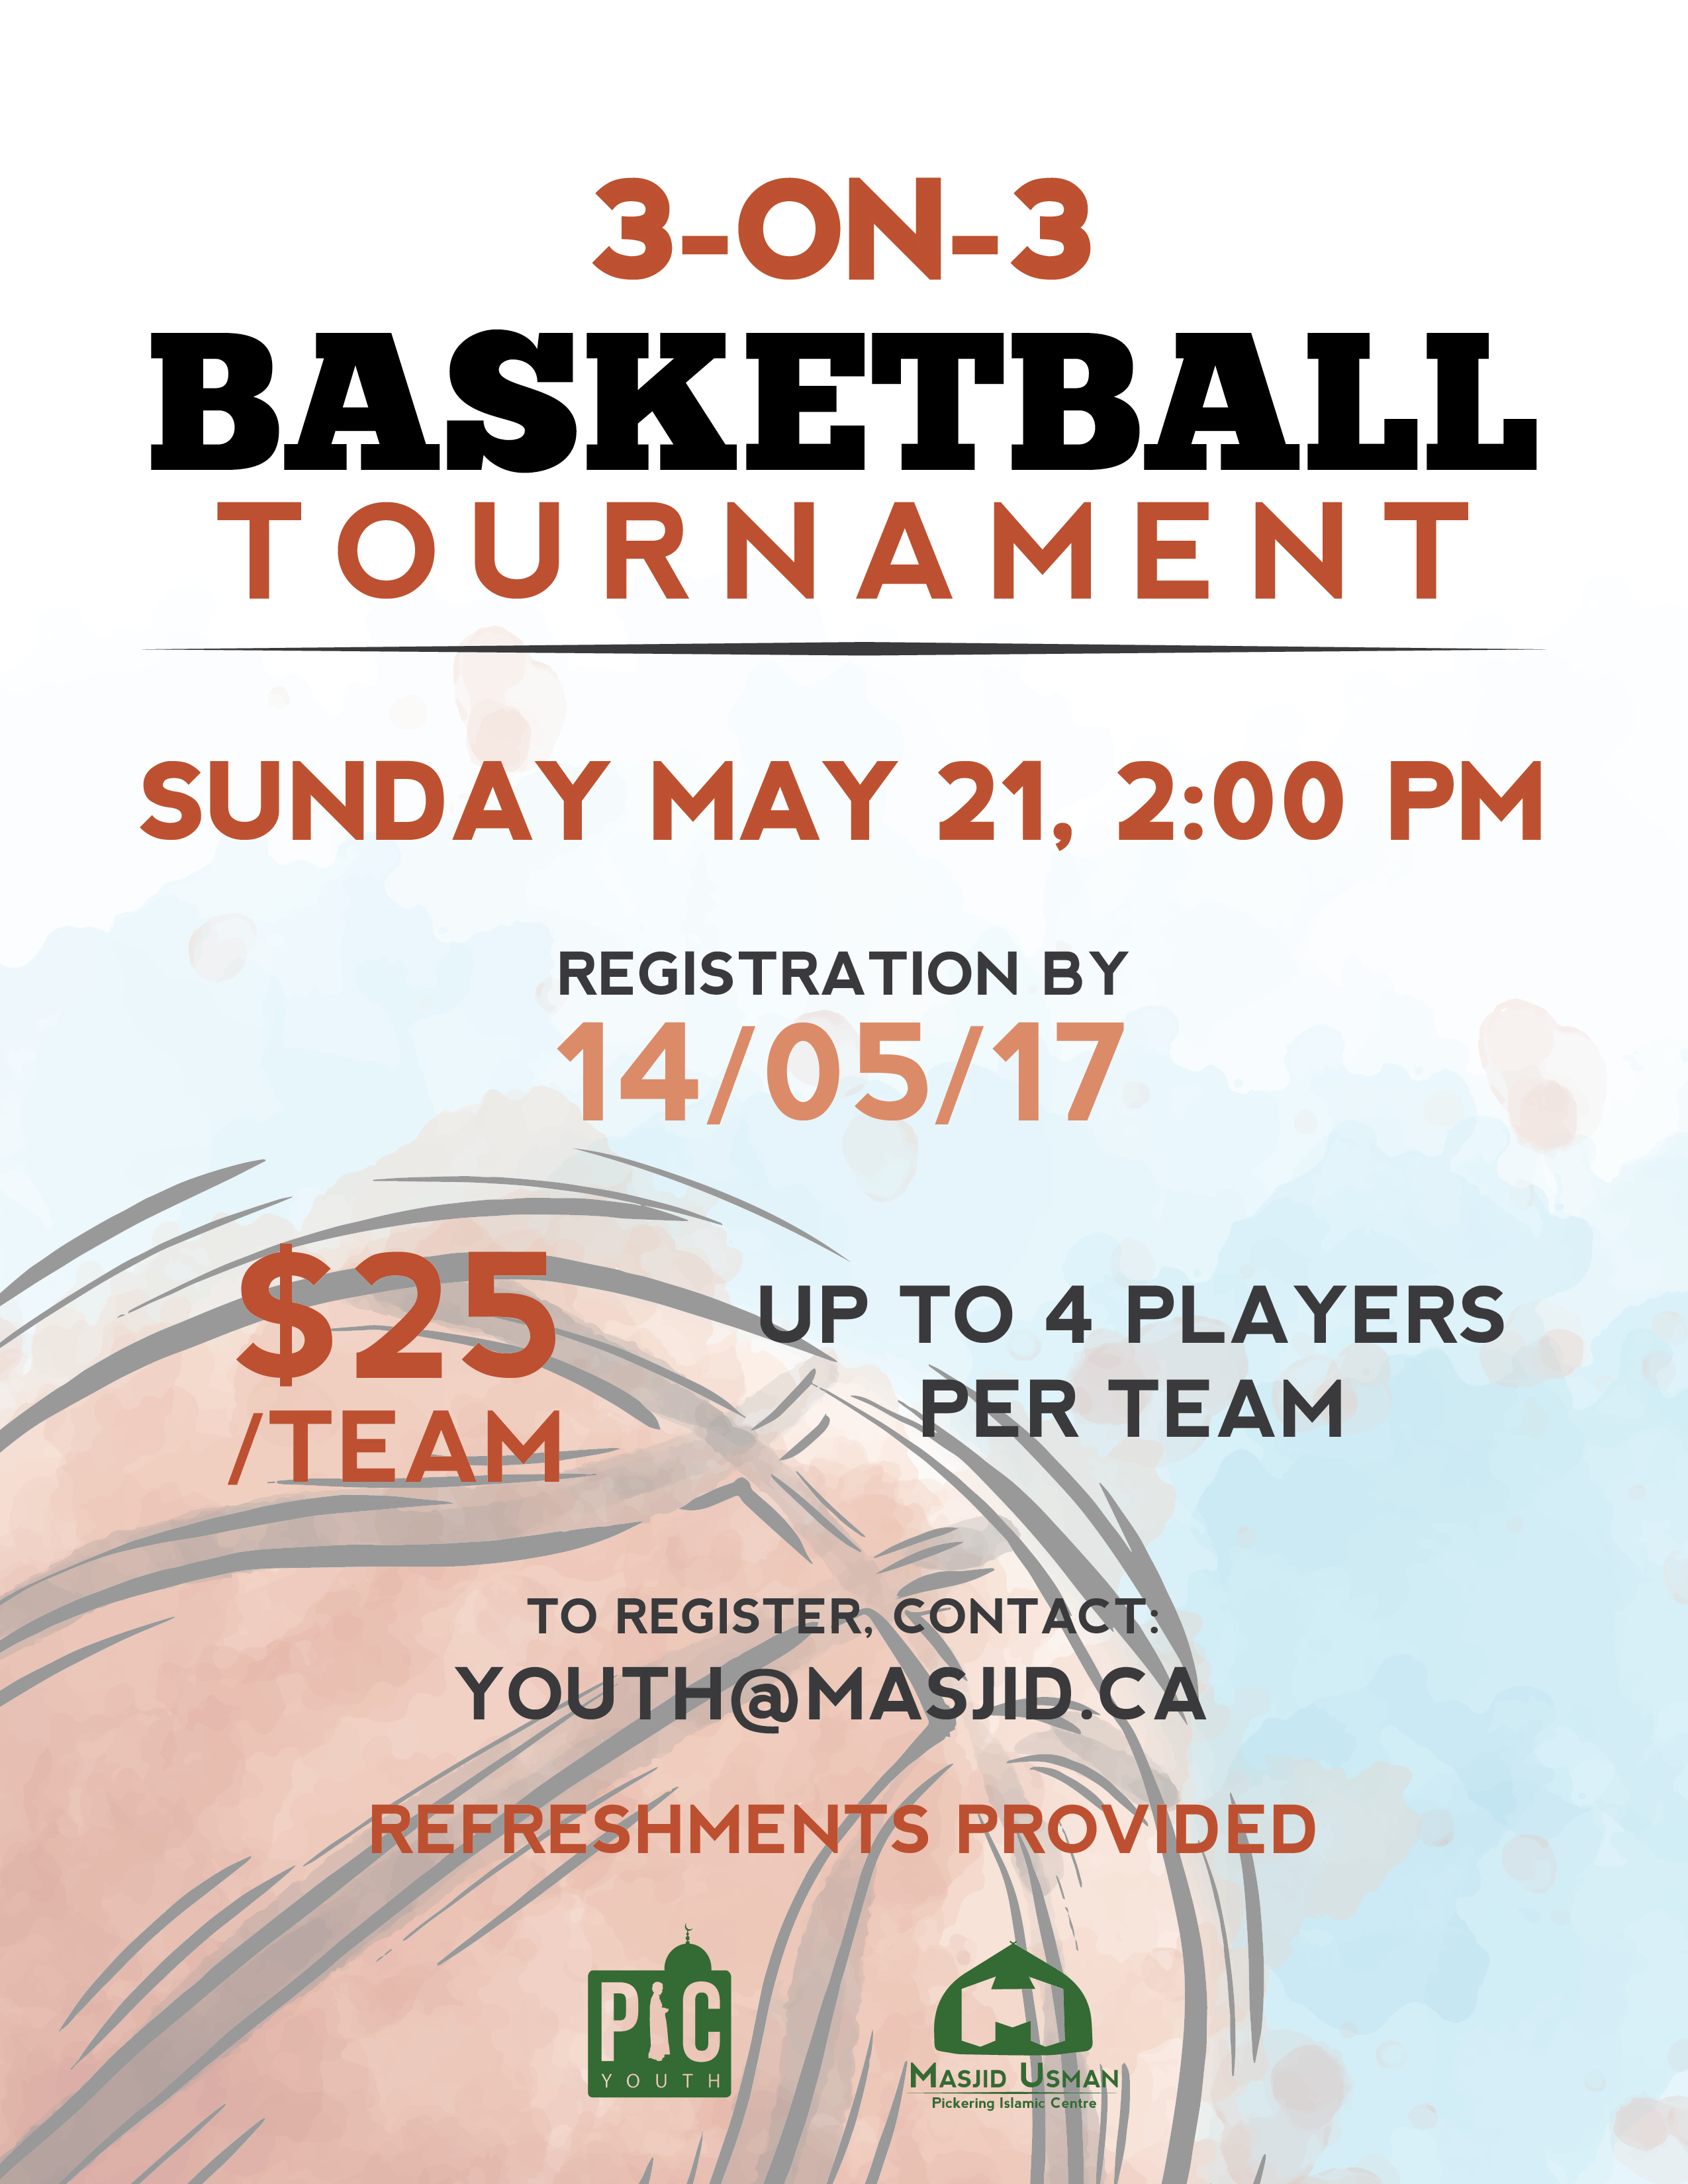 3-ON-3
BASKETBALL
TOURNAMENT
SUNDAY MAY 21, 2:00 PM
REGISTRATION BY
14/05/17
$25
/TEAM
UP TO 4 PLAYERS
PER TEAM
TO REGISTER, CONTACT:
YOUTH@MASJID.CA
REFRESHMENTS PROVIDED
PIC
YOUTH
MASJID USMAN
Pickering Islamic Centre